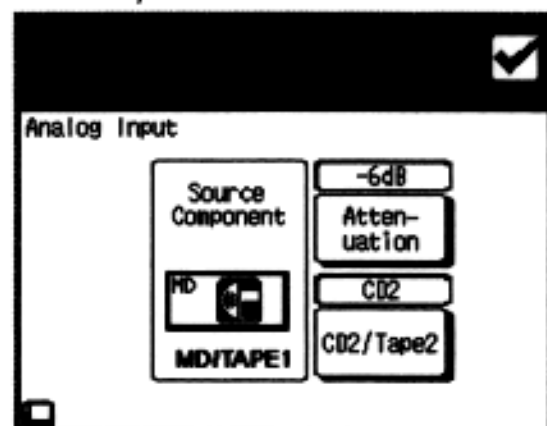 Analog Input
Source
Component
MD
MD/TAPE1
-6dB
Atten-
uation
CD2
CD2/Tape2